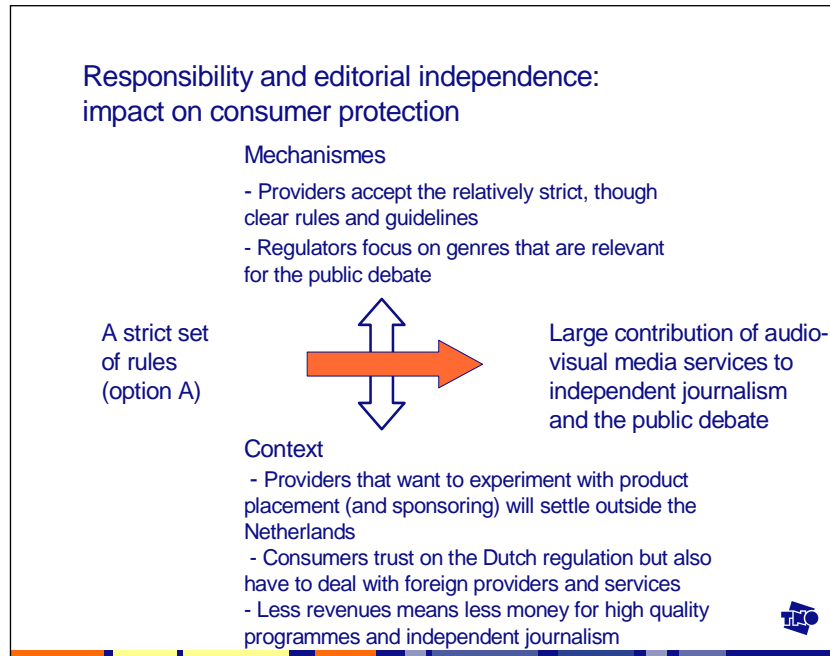 Responsibility and editorial independence:
impact on consumer protection
Mechanismes
- Providers accept the relatively strict, though
clear rules and guidelines
- Regulators focus on genres that are relevant
for the public debate
A strict set
of rules
(option A)
Large contribution of audio-
visual media services to
independent journalism
and the public debate
Context
- Providers that want to experiment with product
placement (and sponsoring) will settle outside the
Netherlands
- Consumers trust on the Dutch regulation but also
have to deal with foreign providers and services
- Less revenues means less money for high quality
programmes and independent journalism
TNO